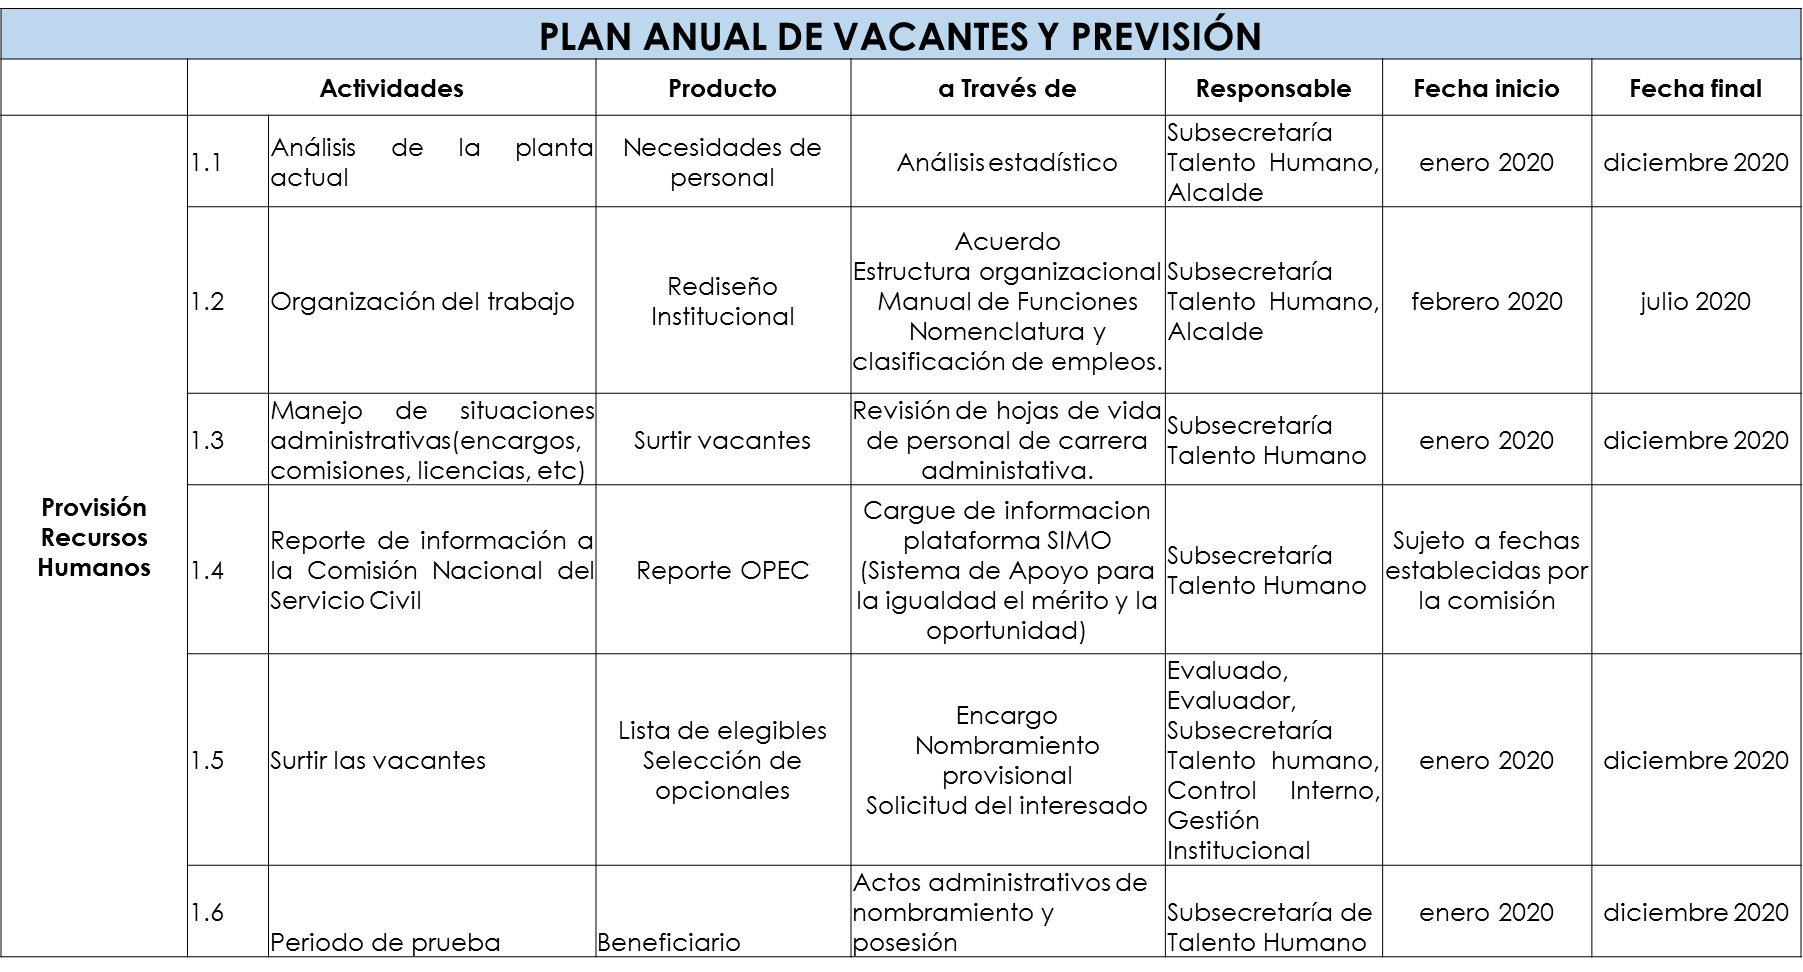 PLAN ANUAL DE VACANTES Y PREVISIÓN
Actividades
Producto
a Través de
Responsable
Fecha inicio
Fecha final
Provisión
Recursos
Humanos
1.1
Análisis de la planta
actual
Necesidades de
personal
Análisis estadístico
Subsecretaría
Talento Humano,
Alcalde
enero 2020
diciembre 2020
1.2
Organización del trabajo
Rediseño
Institucional
Acuerdo
Estructura organizacional
Manual de Funciones
Nomenclatura y
clasificación de empleos.
Subsecretaría
Talento Humano,
Alcalde
febrero 2020
julio 2020
1.3
Manejo de situaciones
administrativas(encargos,
comisiones, licencias, etc)
Surtir vacantes
Revisión de hojas de vida
de personal de carrera
administativa.
Subsecretaría
Talento Humano
enero 2020
diciembre 2020
1.4
Reporte de información a
la Comisión Nacional del
Servicio Civil
Reporte OPEC
Cargue de informacion
plataforma SIMO
(Sistema de Apoyo para
la igualdad el mérito y la
oportunidad)
Subsecretaría
Talento Humano
Sujeto a fechas
establecidas por
la comisión
1.5
Surtir las vacantes
Lista de elegibles
Selección de
opcionales
Encargo
Nombramiento
provisional
Solicitud del interesado
Evaluado,
Evaluador,
Subsecretaría
Talento humano,
Control Interno,
Gestión
Institucional
enero 2020
diciembre 2020
1.6
Periodo de prueba
Beneficiario
Actos administrativos de
nombramiento y
posesión
Subsecretaría de
Talento Humano
enero 2020
diciembre 2020